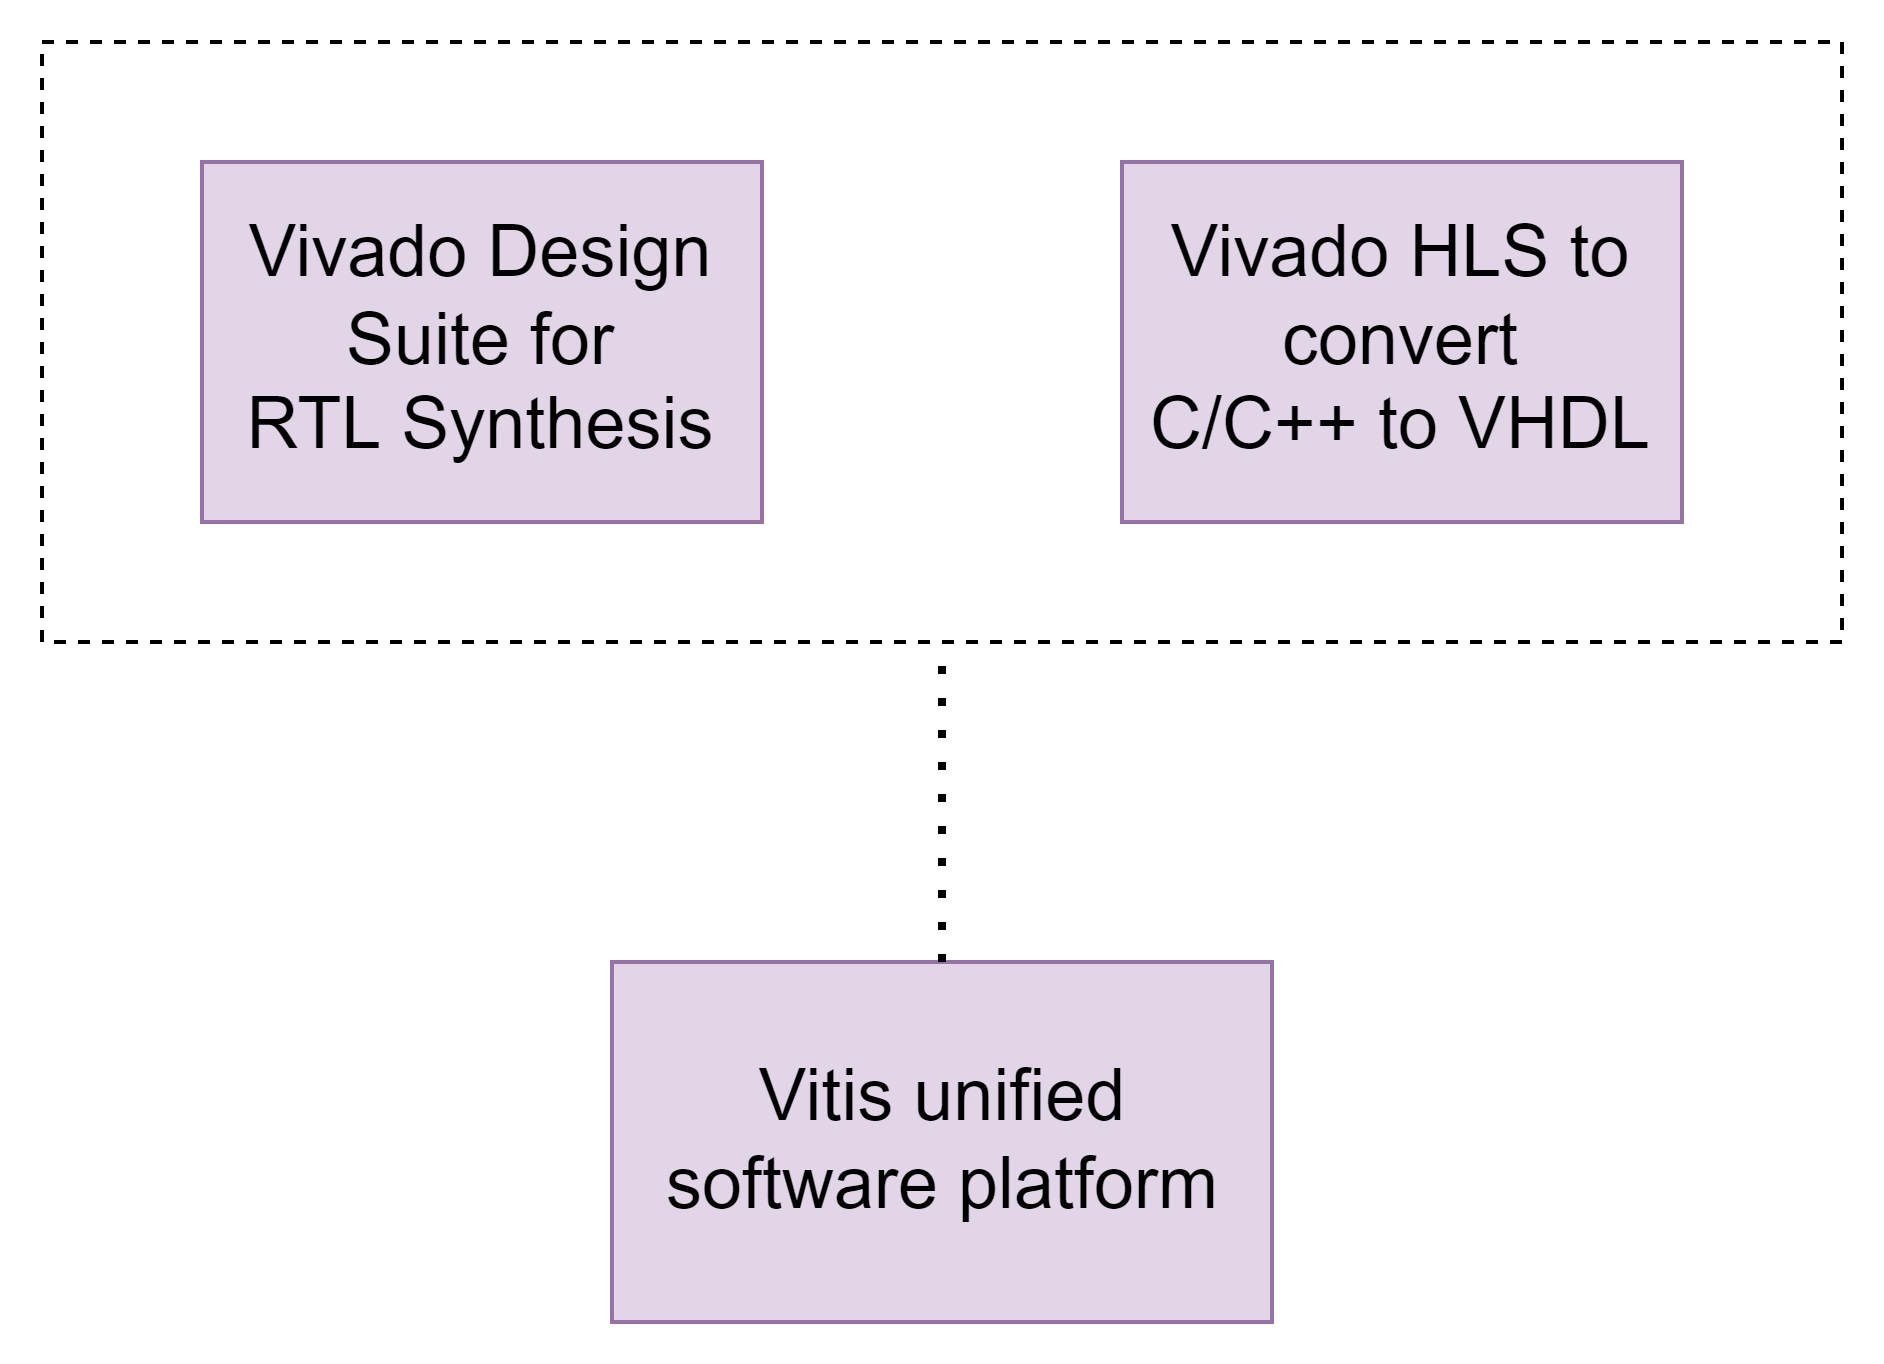 Vivado Design
Suite for
RTL Synthesis
Vivado HLS to
convert
C/C++ to VHDL
Vitis unified
software platform